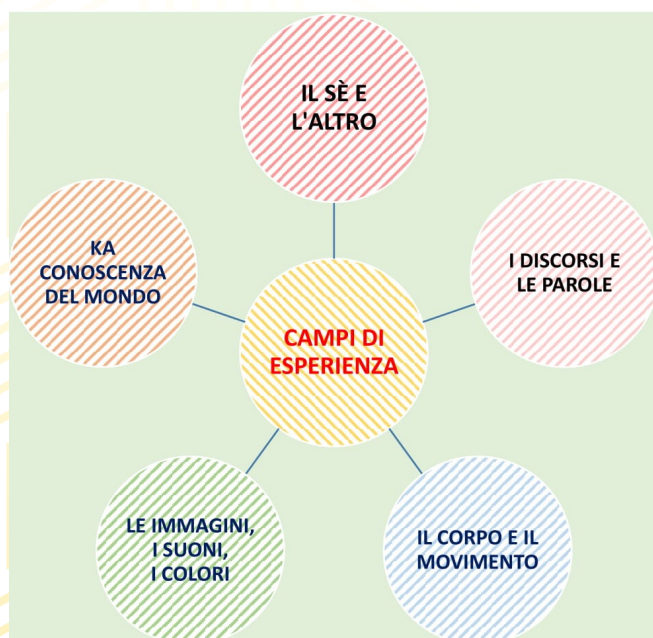 IL SÈ E
L'ALTRO
KA
CONOSCENZA
DEL MONDO
I DISCORSI E
LE PAROLE
CAMPI DI
ESPERIENZA
LE IMMAGINI,
I SUONI,
I COLORI
IL CORPO E IL
MOVIMENTO